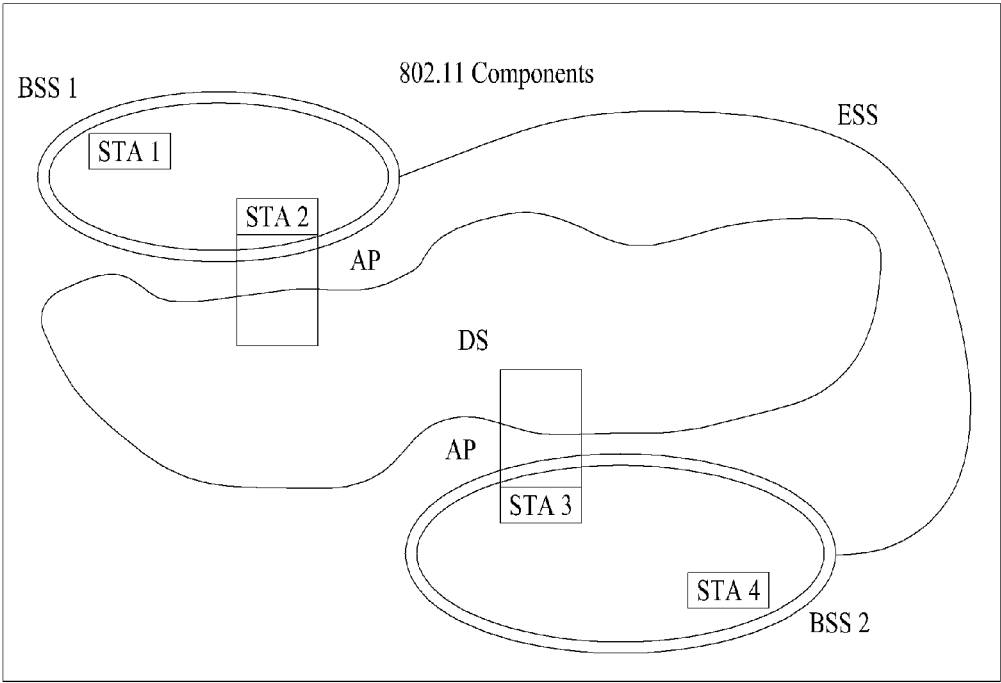 802.11 Components
BSS 1
ESS
STA 1
STA 2
AP
DS
AP
STA 3
STA 4
BSS 2